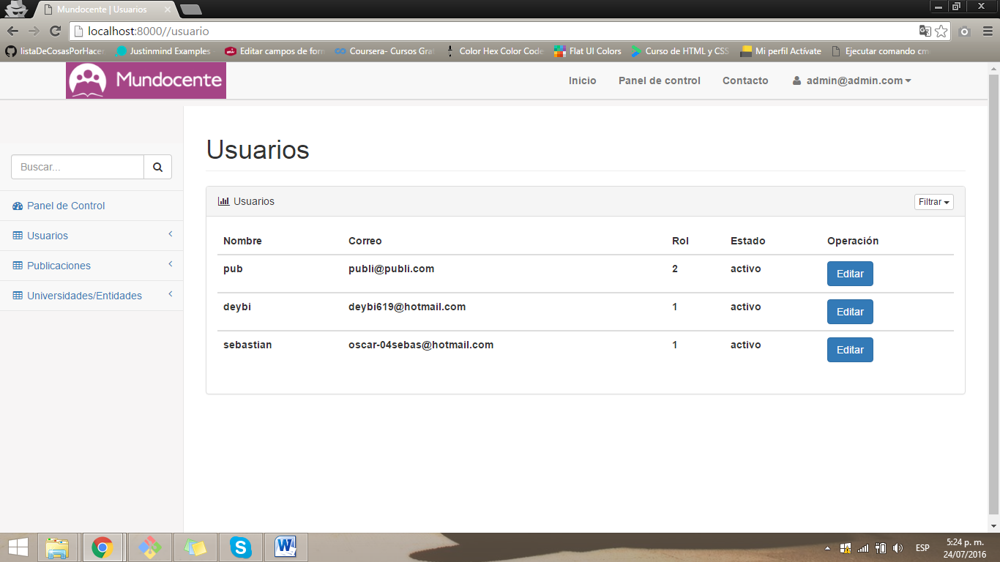 Mundocente | Usuarios
localhost:8000//usuario
listaDeCosasPorHacer Justinmind Examples Editar campos de form Coursera- Cursos Grat Color Hex Color Code Flat UI Colors Curso de HTML y CSS Mi perfil Actívate Ejecutar comando cm
Mundocente Inicio Panel de control Contacto admin@admin.com
Usuarios
Buscar...
Panel de Control
Usuarios
Publicaciones
Universidades/Entidades
Usuarios Filtrar
Nombre Correo Rol Estado Operación
pub publi@publi.com 2 activo Editar
deybi deybi619@hotmail.com 1 activo Editar
sebastian oscar-04sebas@hotmail.com 1 activo Editar
ESP
5:24 p. m.
24/07/2016